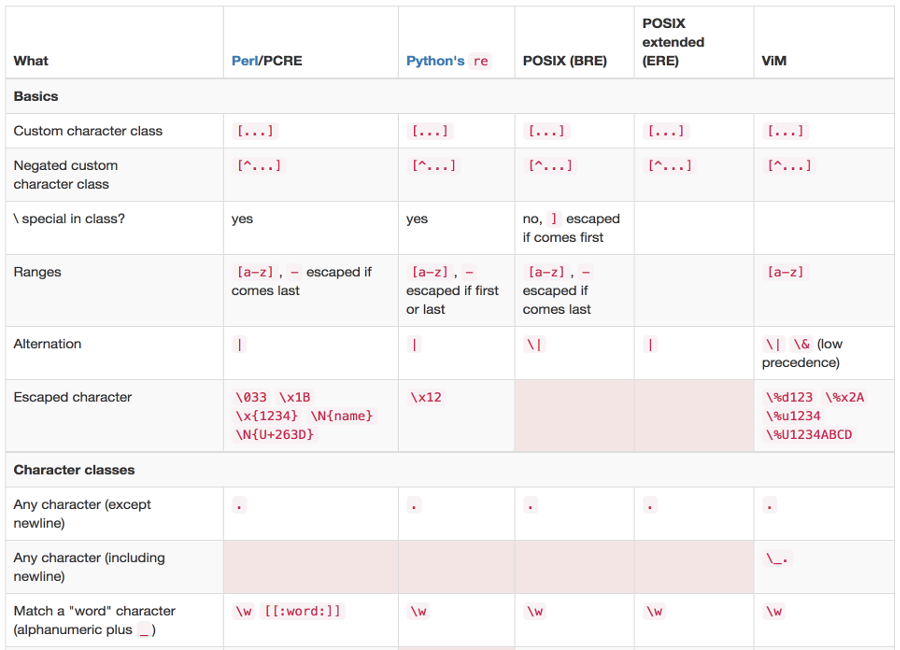 What Perl/PCRE Python's re POSIX (BRE) POSIX extended (ERE) ViM
Basics
Custom character class [...] [...] [...] [...] [...]
Negated custom character class [^...] [^...] [^...] [^...] [^...]
\ special in class? yes yes no, ] escaped if comes first
Ranges [a-z], - escaped if comes last [a-z], - escaped if first or last [a-z], - escaped if comes last [a-z]
Alternation | | \| | \| \& (low precedence)
Escaped character \033 \x1B \x{1234} \N{name} \N{U+263D} \x12 \%d123 \%x2A \%u1234 \%U1234ABCD
Character classes
Any character (except newline) . . . . .
Any character (including newline) \_.
Match a "word" character (alphanumeric plus _) \w [[:word:]] \w \w \w \w